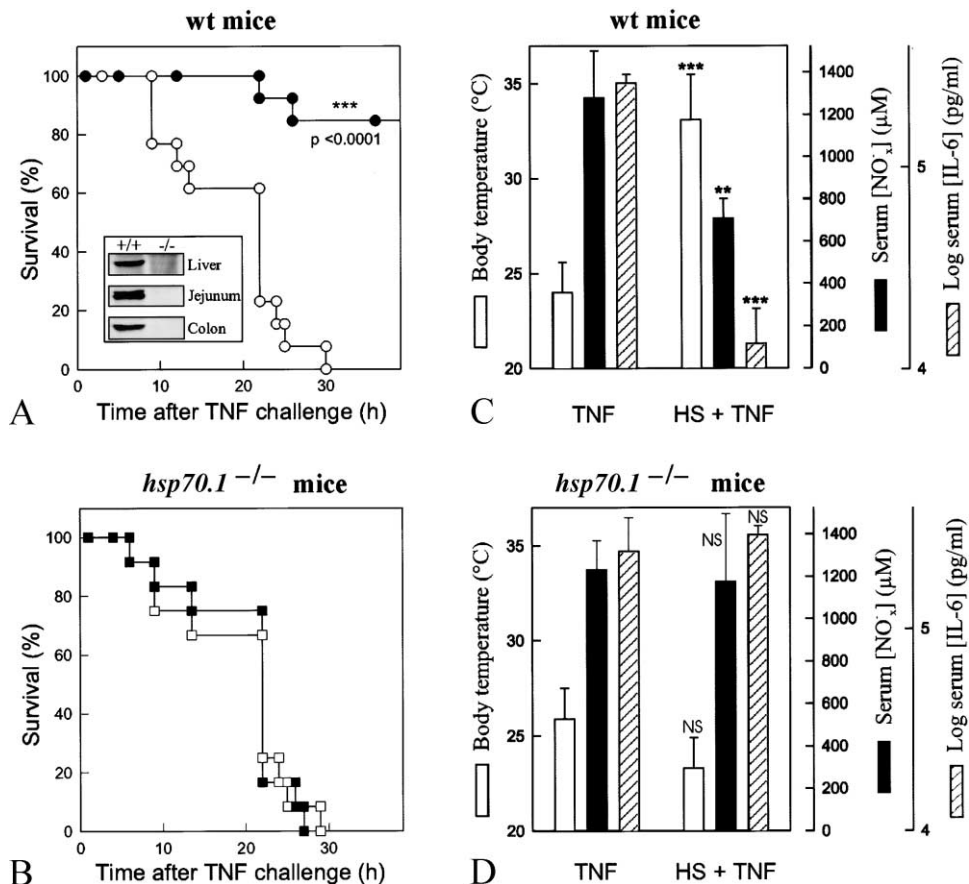 wt mice
100
80
60
40
20
0
Survival (%)
***
p <0.0001
+/+ -/-
Liver
Jejunum
Colon
0 10 20 30
Time after TNF challenge (h)
A
wt mice
Body temperature (°C)
35
30
25
20
***
**
***
TNF HS + TNF
1400
1200
1000
800
600
400
200
0
Serum [NO⁻ₓ] (µM)
5
4
Log serum [IL-6] (pg/ml)
C
hsp70.1 −/− mice
100
80
60
40
20
0
Survival (%)
0 10 20 30
Time after TNF challenge (h)
B
hsp70.1 −/− mice
Body temperature (°C)
35
30
25
20
NS
NS
NS
TNF HS + TNF
1400
1200
1000
800
600
400
200
0
Serum [NO⁻ₓ] (µM)
5
4
Log serum [IL-6] (pg/ml)
D